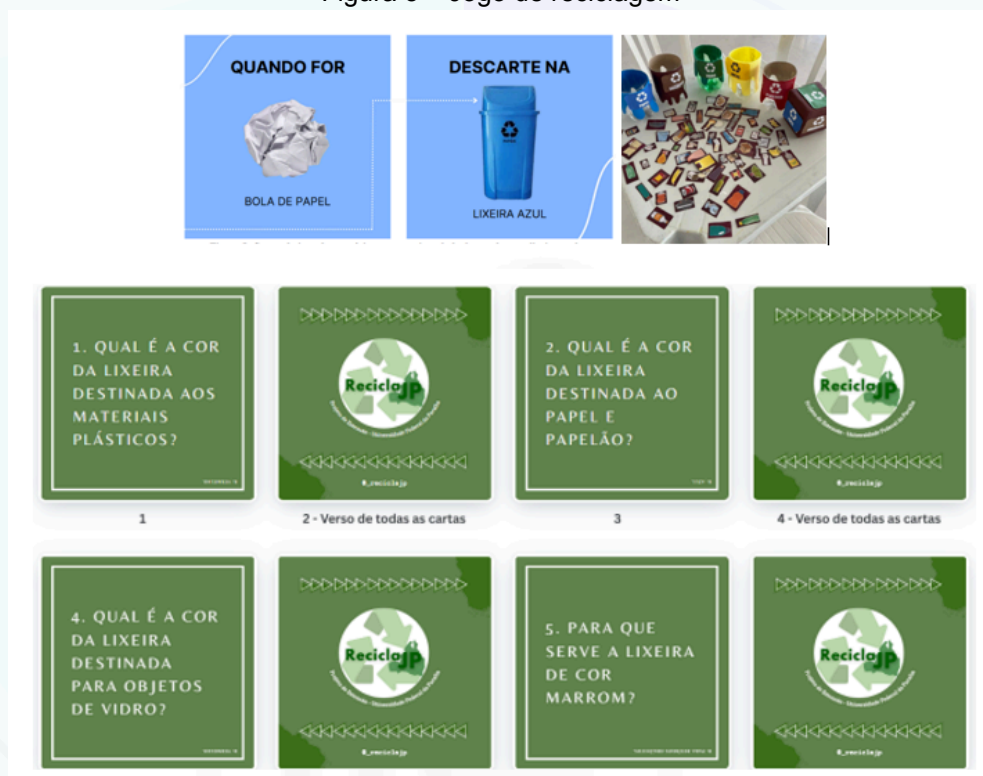 QUANDO FOR
DESCARTE NA
BOLA DE PAPEL
LIXEIRA AZUL
1. QUAL É A COR
DA LIXEIRA
DESTINADA AOS
MATERIAIS
PLÁSTICOS?
Reciclajp
@_reciclajp
2. QUAL É A COR
DA LIXEIRA
DESTINADA AO
PAPEL E
PAPELÃO?
Reciclajp
@_reciclajp
1
2 - Verso de todas as cartas
3
4 - Verso de todas as cartas
4. QUAL É A COR
DA LIXEIRA
DESTINADA
PARA OBJETOS
DE VIDRO?
Reciclajp
@_reciclajp
5. PARA QUE
SERVE A LIXEIRA
DE COR
MARROM?
Reciclajp
@_reciclajp